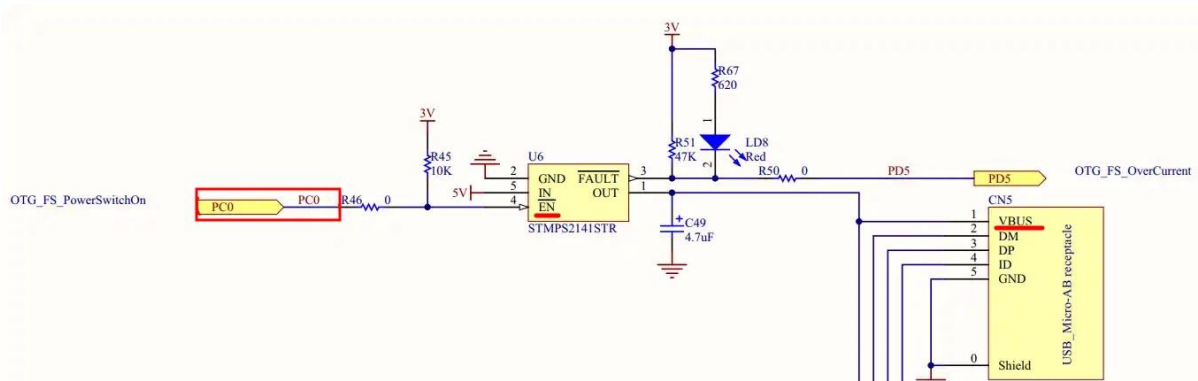 3V
R67
620
3V
R45
10K
R51
47K
1
2
LD8
Red
U6
2 GND FAULT 3
5V 5 IN OUT 1
4 EN
STMPS2141STR
OTG_FS_PowerSwitchOn
PC0 PC0 R46 0
R50 0 PD5 PD5
OTG_FS_OverCurrent
+
C49
4.7uF
CN5
1 VBUS
2 DM
3 DP
4 ID
5 GND
0 Shield
USB_Micro-AB receptacle